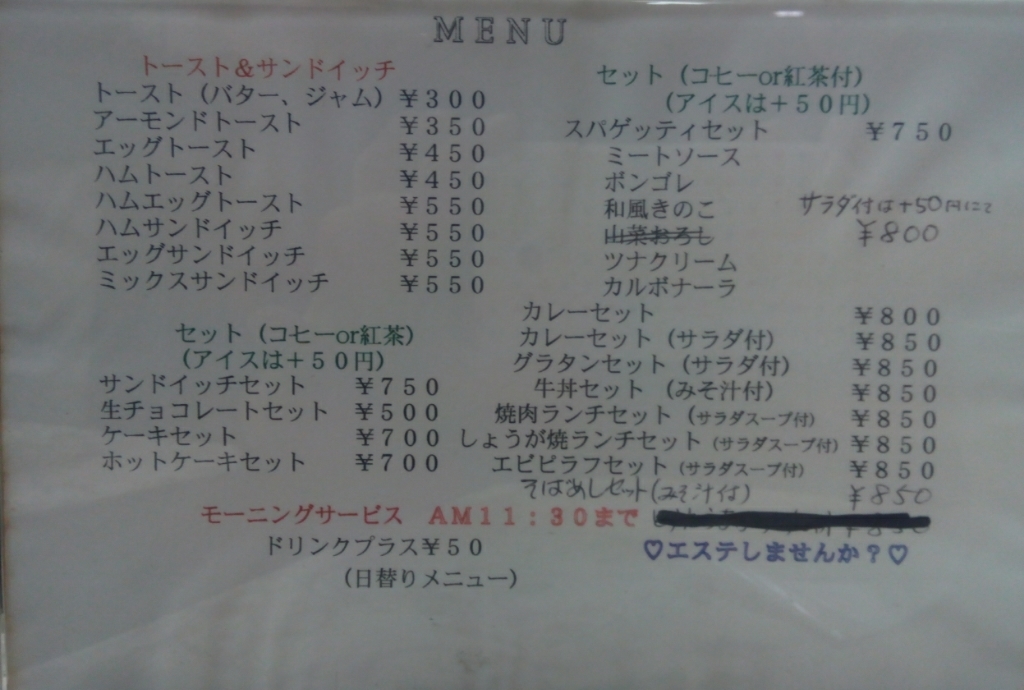 MENU
トースト＆サンドイッチ
トースト（バター、ジャム）￥３００
アーモンドトースト ￥３５０
エッグトースト ￥４５０
ハムトースト ￥４５０
ハムエッグトースト ￥５５０
ハムサンドイッチ ￥５５０
エッグサンドイッチ ￥５５０
ミックスサンドイッチ ￥５５０
セット（コヒーor紅茶）
（アイスは＋５０円）
サンドイッチセット ￥７５０
生チョコレートセット ￥５００
ケーキセット ￥７００
ホットケーキセット ￥７００
セット（コヒーor紅茶付）
（アイスは＋５０円）
スパゲッティセット ￥７５０
ミートソース
ボンゴレ
和風きのこ
サラダ付は+50円にて
山菜おろし
￥800
ツナクリーム
カルボナーラ
カレーセット ￥８００
カレーセット（サラダ付） ￥８５０
グラタンセット（サラダ付） ￥８５０
牛丼セット （みそ汁付） ￥８５０
焼肉ランチセット（サラダスープ付） ￥８５０
しょうが焼ランチセット（サラダスープ付） ￥８５０
エビピラフセット（サラダスープ付） ￥８５０
そばめしセット(みそ汁付) ￥850
モーニングサービス ＡＭ１１：３０まで
ドリンクプラス￥５０
（日替りメニュー）
♡エステしませんか？♡